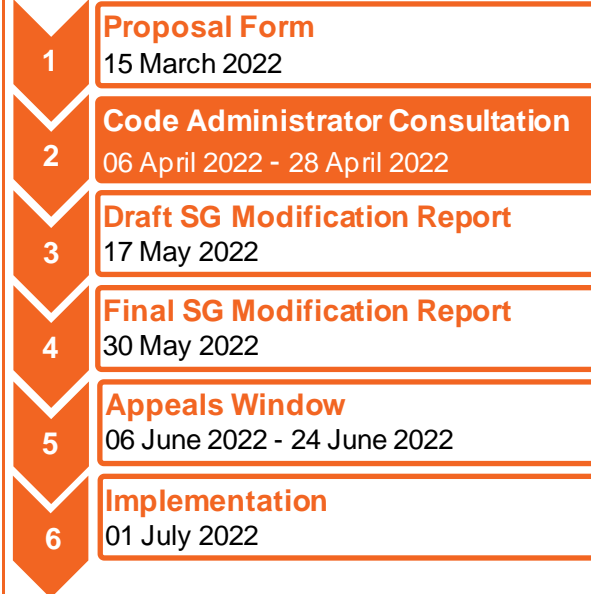 1
Proposal Form
15 March 2022
2
Code Administrator Consultation
06 April 2022 - 28 April 2022
3
Draft SG Modification Report
17 May 2022
4
Final SG Modification Report
30 May 2022
5
Appeals Window
06 June 2022 - 24 June 2022
6
Implementation
01 July 2022